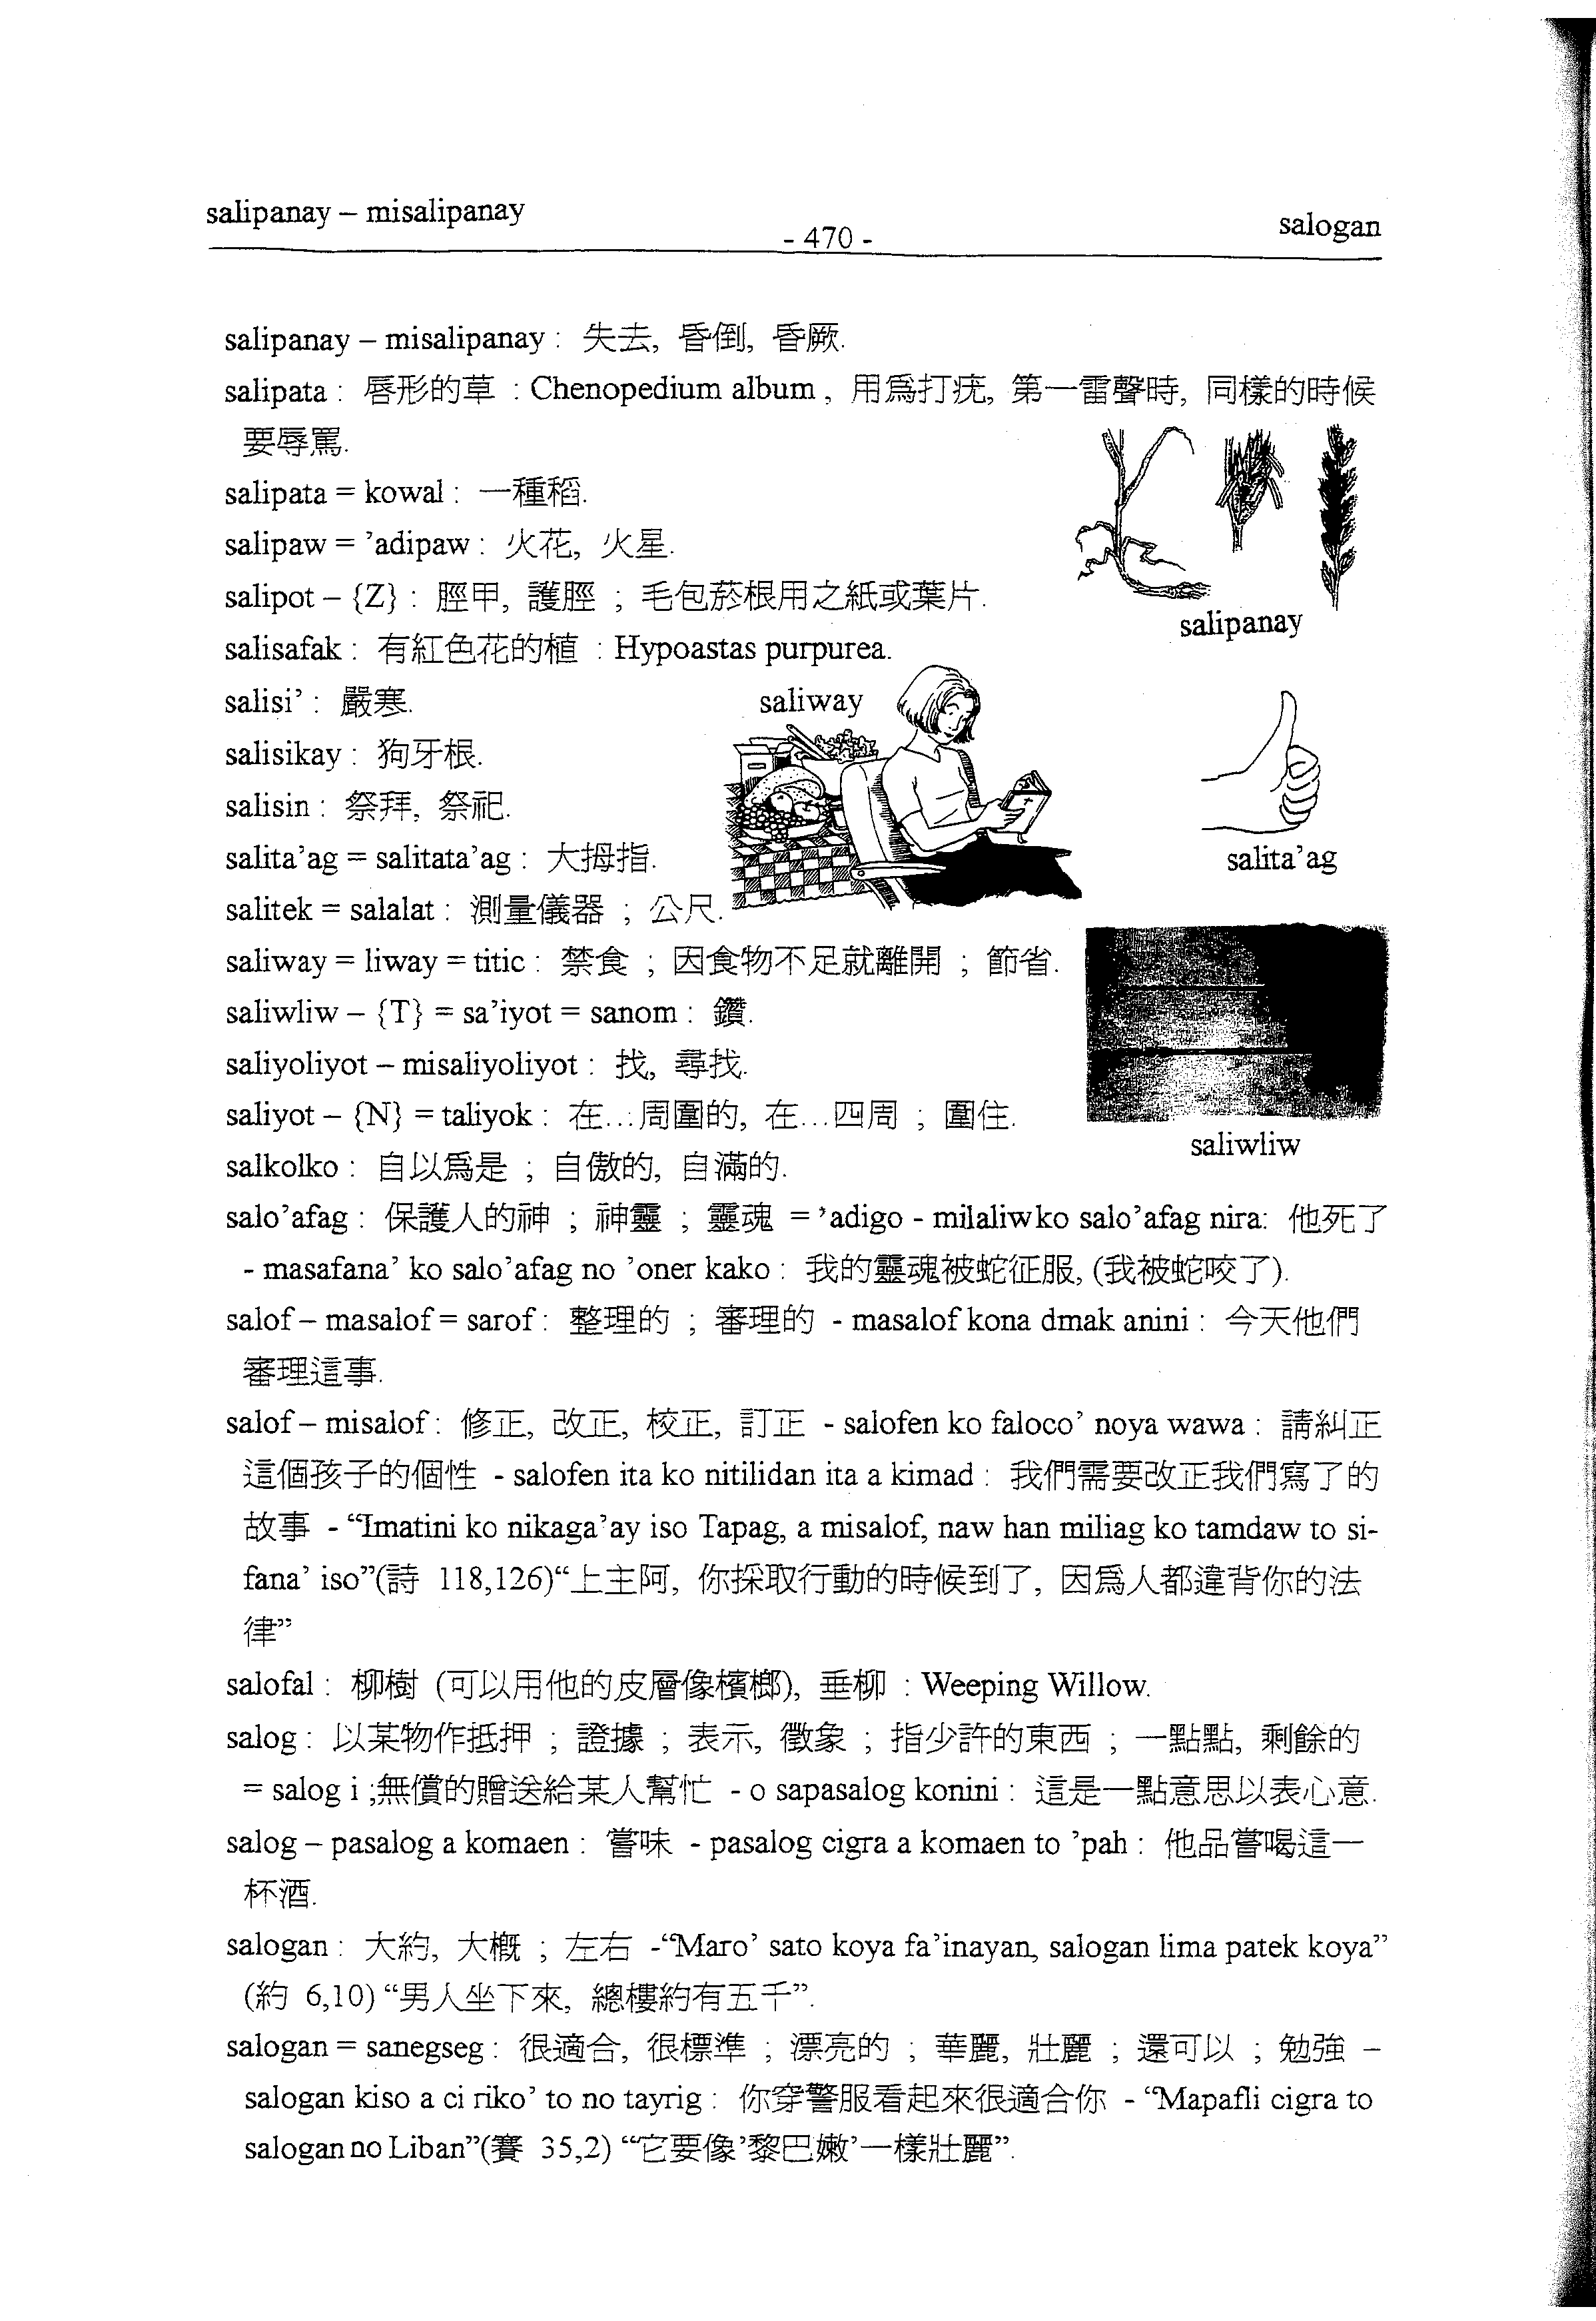 salipanay – misalipanay
- 470 -
salogan
salipanay – misalipanay : 失去, 昏倒, 昏厥.
salipata : 唇形的草 : Chenopedium album , 用爲打疣, 第一雷聲時, 同樣的時候
要辱罵.
salipata = kowal : 一種稻.
salipaw = ’adipaw : 火花, 火星.
salipot – {Z} : 脛甲, 護脛 ; 毛包菸根用之紙或葉片.
salipanay
salisafak : 有紅色花的植 : Hypoastas purpurea.
salisi’ : 嚴寒.
saliway
salisikay : 狗牙根.
salisin : 祭拜, 祭祀.
salita’ag = salitata’ag : 大拇指.
salita’ag
salitek = salalat : 測量儀器 ; 公尺.
saliway = liway = titic : 禁食 ; 因食物不足就離開 ; 節省.
saliwliw – {T} = sa’iyot = sanom : 鑽.
saliyoliyot – misaliyoliyot : 找, 尋找.
saliyot – {N} = taliyok : 在…周圍的, 在…四周 ; 圍住.
saliwliw
salkolko : 自以爲是 ; 自傲的, 自滿的.
salo’afag : 保護人的神 ; 神靈 ; 靈魂 = ’adigo - milaliw ko salo’afag nira: 他死了
- masafana’ ko salo’afag no ’oner kako : 我的靈魂被蛇征服, (我被蛇咬了).
salof – masalof = sarof : 整理的 ; 審理的 - masalof kona dmak anini : 今天他們
審理這事.
salof – misalof : 修正, 改正, 校正, 訂正 - salofen ko faloco’ noya wawa : 請糾正
這個孩子的個性 - salofen ita ko nitilidan ita a kimad : 我們需要改正我們寫了的
故事 - “Imatini ko nikaga’ay iso Tapag, a misalof, naw han miliag ko tamdaw to si-
fana’ iso”(詩 118,126)“上主阿, 你採取行動的時候到了, 因爲人都違背你的法
律”
salofal : 柳樹 (可以用他的皮層像檳榔), 垂柳 : Weeping Willow.
salog : 以某物作抵押 ; 證據 ; 表示, 徵象 ; 指少許的東西 ; 一點點, 剩餘的
= salog i ;無償的贈送給某人幫忙 - o sapasalog konini : 這是一點意思以表心意.
salog – pasalog a komaen : 嘗味 - pasalog cigra a komaen to ’pah : 他品嘗喝這一
杯酒.
salogan : 大約, 大概 ; 左右 -“Maro’ sato koya fa’inayan, salogan lima patek koya”
(約 6,10) “男人坐下來, 總樓約有五千”.
salogan = sanegseg : 很適合, 很標準 ; 漂亮的 ; 華麗, 壯麗 ; 還可以 ; 勉強 –
salogan kiso a ci riko’ to no tayrig : 你穿警服看起來很適合你 - “Mapafli cigra to
salogan no Liban”(賽 35,2) “它要像’黎巴嫩’一樣壯麗”.